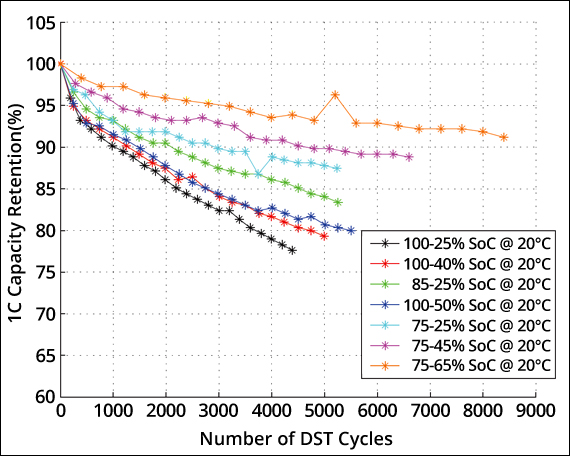 1C Capacity Retention(%)
105
100
95
90
85
80
75
70
65
60
0 1000 2000 3000 4000 5000 6000 7000 8000 9000
Number of DST Cycles
100-25% SoC @ 20°C
100-40% SoC @ 20°C
85-25% SoC @ 20°C
100-50% SoC @ 20°C
75-25% SoC @ 20°C
75-45% SoC @ 20°C
75-65% SoC @ 20°C